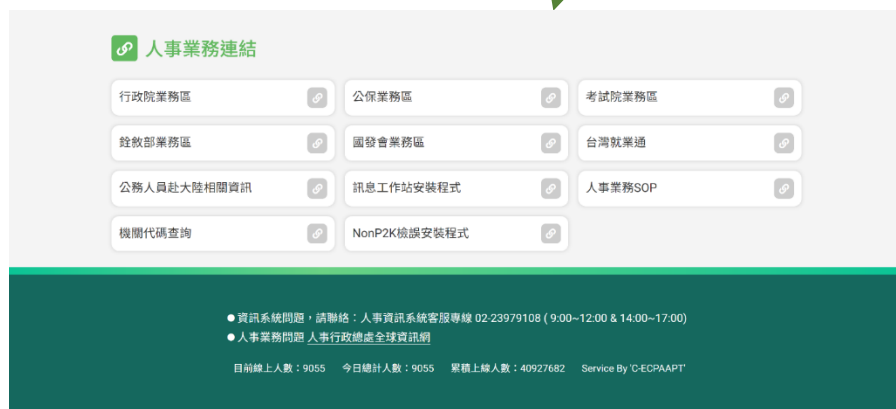 人事業務連結
行政院業務區 公保業務區 考試院業務區
銓敘部業務區 國發會業務區 台灣就業通
公務人員赴大陸相關資訊 訊息工作站安裝程式 人事業務SOP
機關代碼查詢 NonP2K檢誤安裝程式
●資訊系統問題，請聯絡：人事資訊系統客服專線 02-23979108 ( 9:00~12:00 & 14:00~17:00)
●人事業務問題 人事行政總處全球資訊網
目前線上人數：9055 今日總計人數：9055 累積上線人數：40927682 Service By 'C-ECPAAPT'